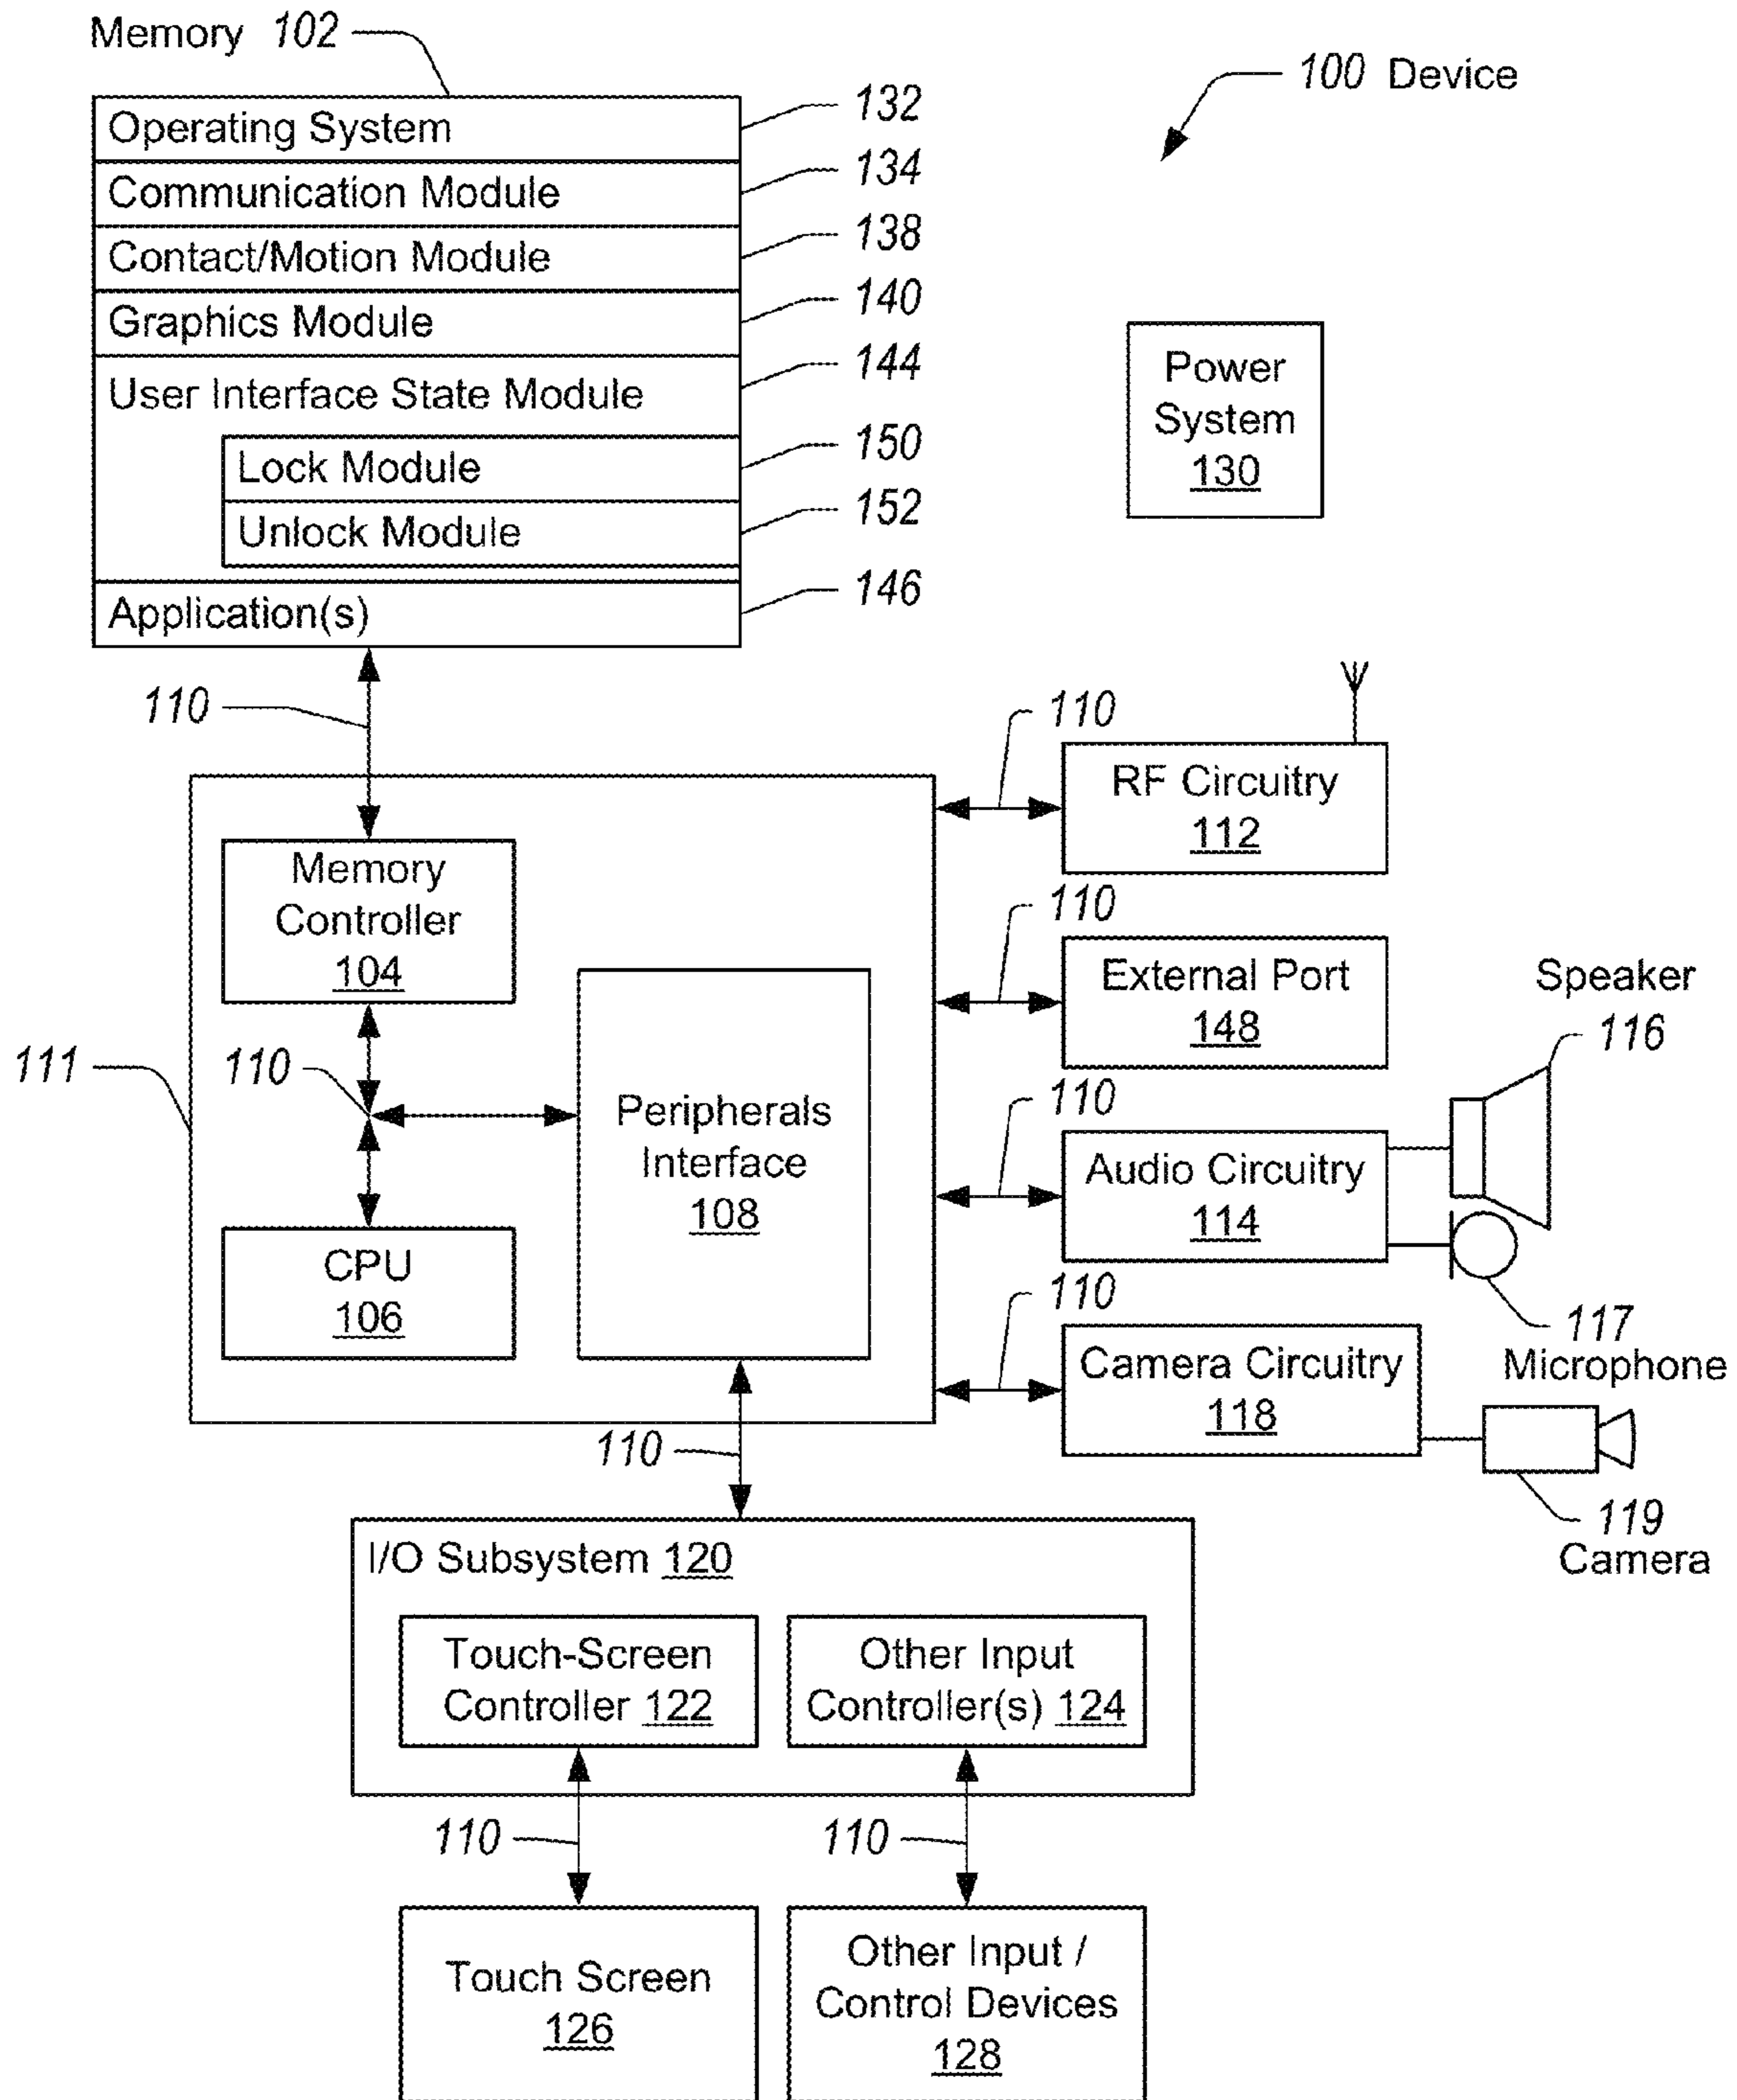 Memory 102
100 Device
Operating System 132
Communication Module 134
Contact/Motion Module 138
Graphics Module 140
User Interface State Module 144
Lock Module 150
Unlock Module 152
Application(s) 146
Power
System
130
110
110
RF Circuitry
112
Memory
Controller
104
110
External Port
148
Speaker
116
111
110
Peripherals
Interface
108
110
Audio Circuitry
114
CPU
106
117
Microphone
110
Camera Circuitry
118
119
Camera
110
I/O Subsystem 120
Touch-Screen
Controller 122
Other Input
Controller(s) 124
110
110
Touch Screen
126
Other Input /
Control Devices
128